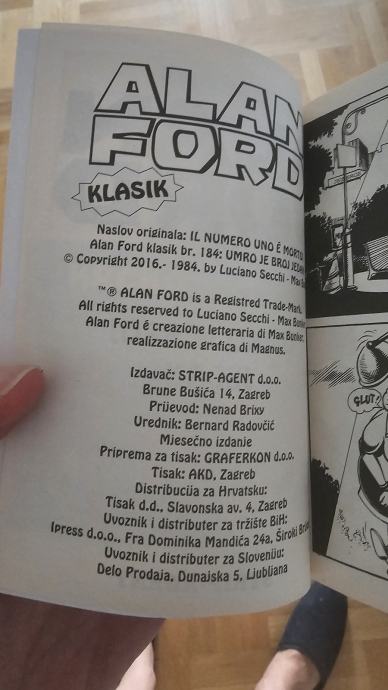 ALAN
FORD
KLASIK
Naslov originala: IL NUMERO UNO É MORTO
Alan Ford klasik br. 184: UMRO JE BROJ JEDAN
© Copyright 2016.- 1984. by Luciano Secchi - Max
™® ALAN FORD is a Registred Trade-Mark.
All rights reserved to Luciano Secchi - Max Bunker.
Alan Ford é creazione letteraria di Max Bunker,
realizzazione grafica di Magnus.
Izdavač: STRIP-AGENT d.o.o.
Brune Bušića 14, Zagreb
Prijevod: Nenad Brixy
Urednik: Bernard Radovčić
Mjesečno izdanje
Priprema za tisak: GRAFERKON d.o.o.
Tisak: AKD, Zagreb
Distribucija za Hrvatsku:
Tisak d.d., Slavonska av. 4, Zagreb
Uvoznik i distributer za tržište BiH:
Ipress d.o.o., Fra Dominika Mandića 24a, Široki
Uvoznik i distributer za Sloveniju:
Delo Prodaja, Dunajska 5, Ljubljana
GLUT?